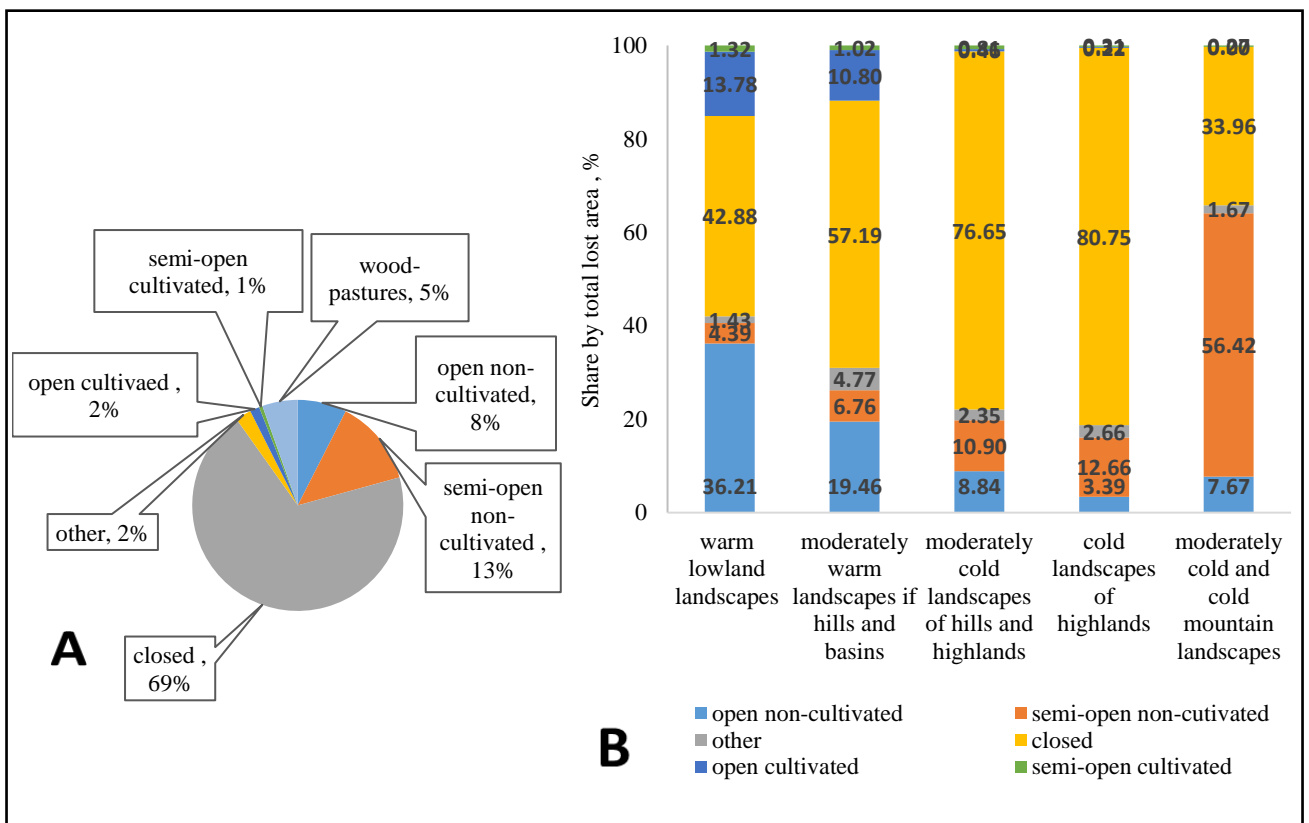 A
semi-open
cultivated, 1%
wood-
pastures, 5%
open cultivaed ,
2%
open non-
cultivated,
8%
other, 2%
semi-open
non-
cultivated ,
13%
closed ,
69%
B
Share by total lost area , %
100
80
60
40
20
0
1.32
13.78
42.88
1.43
4.39
36.21
1.02
10.80
57.19
4.77
6.76
19.46
76.65
2.35
10.90
8.84
80.75
2.66
12.66
3.39
33.96
1.67
56.42
7.67
warm
lowland
landscapes
moderately
warm
landscapes if
hills and
basins
moderately
cold
landscapes
of hills and
highlands
cold
landscapes
of
highlands
moderately
cold and
cold
mountain
landscapes
open non-cultivated
semi-open non-cutivated
other
closed
open cultivated
semi-open cultivated